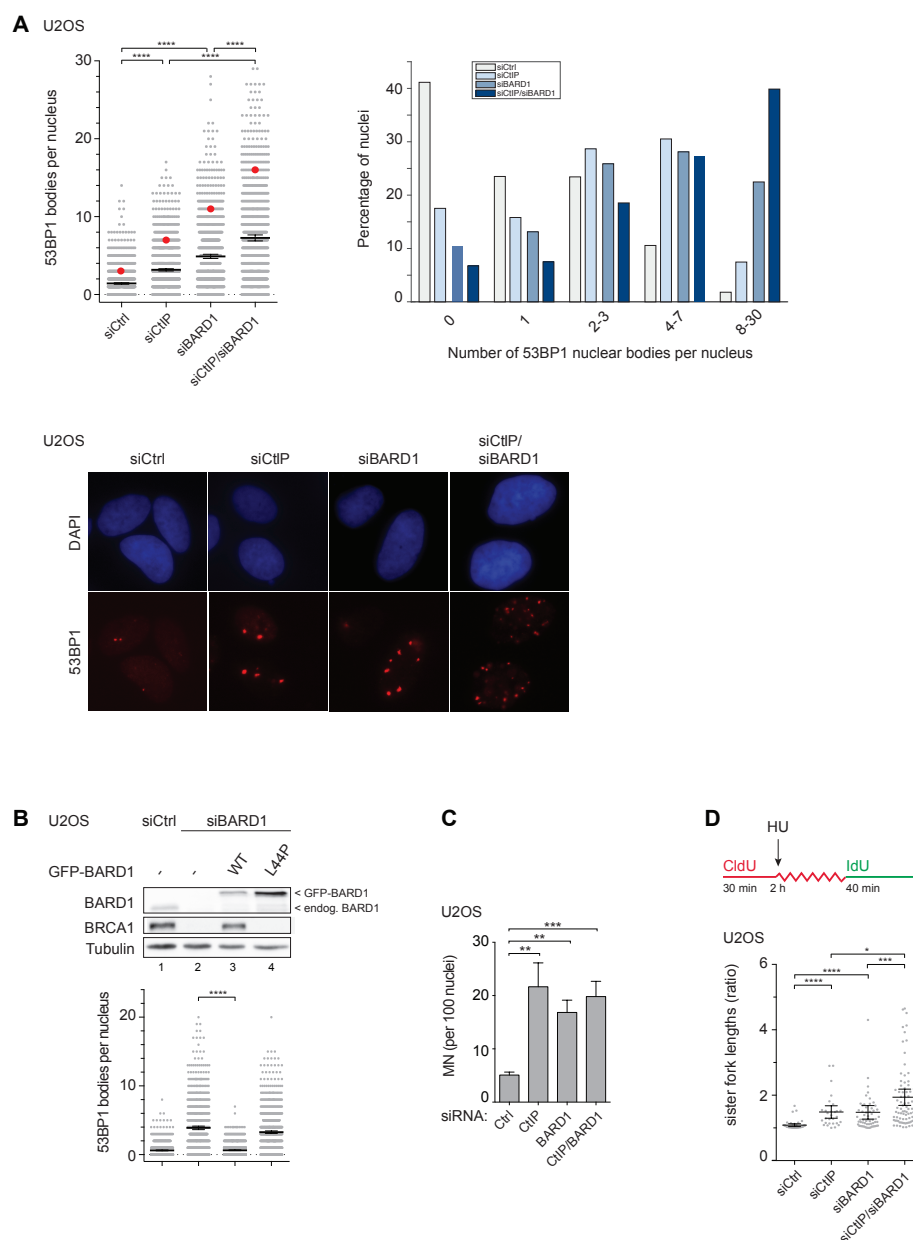 A
U2OS
**** ****
**** ****
53BP1 bodies per nucleus
30
20
10
0
siCtrl
siCtIP
siBARD1
siCtIP/siBARD1
siCtrl
siCtIP
siBARD1
siCtIP/siBARD1
Percentage of nuclei
40
30
20
10
0
0
1
2-3
4-7
8-30
Number of 53BP1 nuclear bodies per nucleus
U2OS
siCtrl
siCtIP
siBARD1
siCtIP/
siBARD1
DAPI
53BP1
B
U2OS siCtrl siBARD1
GFP-BARD1 - - WT L44P
BARD1
< GFP-BARD1
< endog. BARD1
BRCA1
Tubulin
1 2 3 4
****
53BP1 bodies per nucleus
20
16
12
8
4
0
C
U2OS
***
**
**
MN (per 100 nuclei)
30
20
10
0
siRNA:
Ctrl
CtIP
BARD1
CtIP/BARD1
D
HU
CldU IdU
30 min 2 h 40 min
U2OS
*
**** ***
****
sister fork lengths (ratio)
6
4
2
0
siCtrl
siCtIP
siBARD1
siCtIP/siBARD1